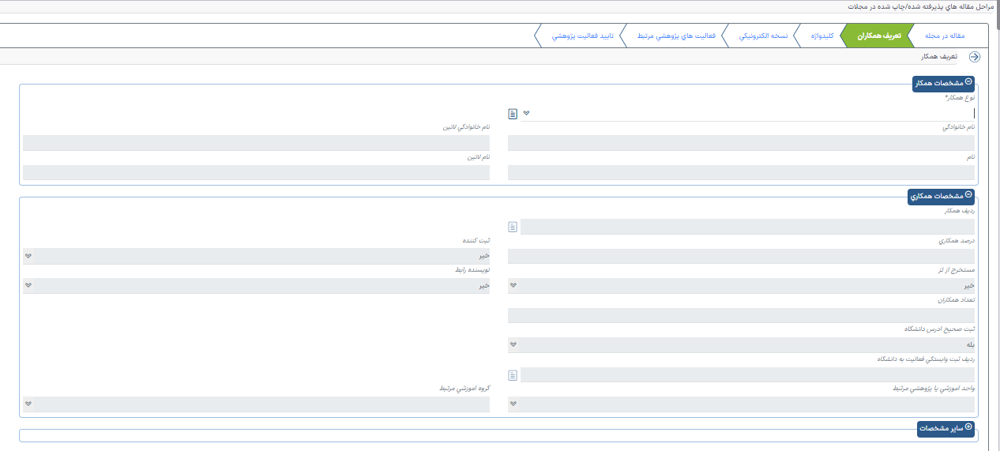 مراحل مقاله هاي پذيرفته شده/چاپ شده در مجلات
مقاله در مجله تعريف همكاران كليدواژه نسخه الكترونيكي فعاليت هاي پژوهشي مرتبط تاييد فعاليت پژوهشي
تعريف همكار
مشخصات همكار
نوع همكار*
نام خانوادگي نام خانوادگي لاتين
نام نام لاتين
مشخصات همكاري
رديف همكار
درصد همكاري ثبت كننده
خير
مستخرج از تز نويسنده رابط
خير خير
تعداد همكاران
ثبت صحيح ادرس دانشگاه
بله
رديف ثبت وابستگي فعاليت به دانشگاه
واحد اموزشي يا پژوهشي مرتبط گروه اموزشي مرتبط
ساير مشخصات